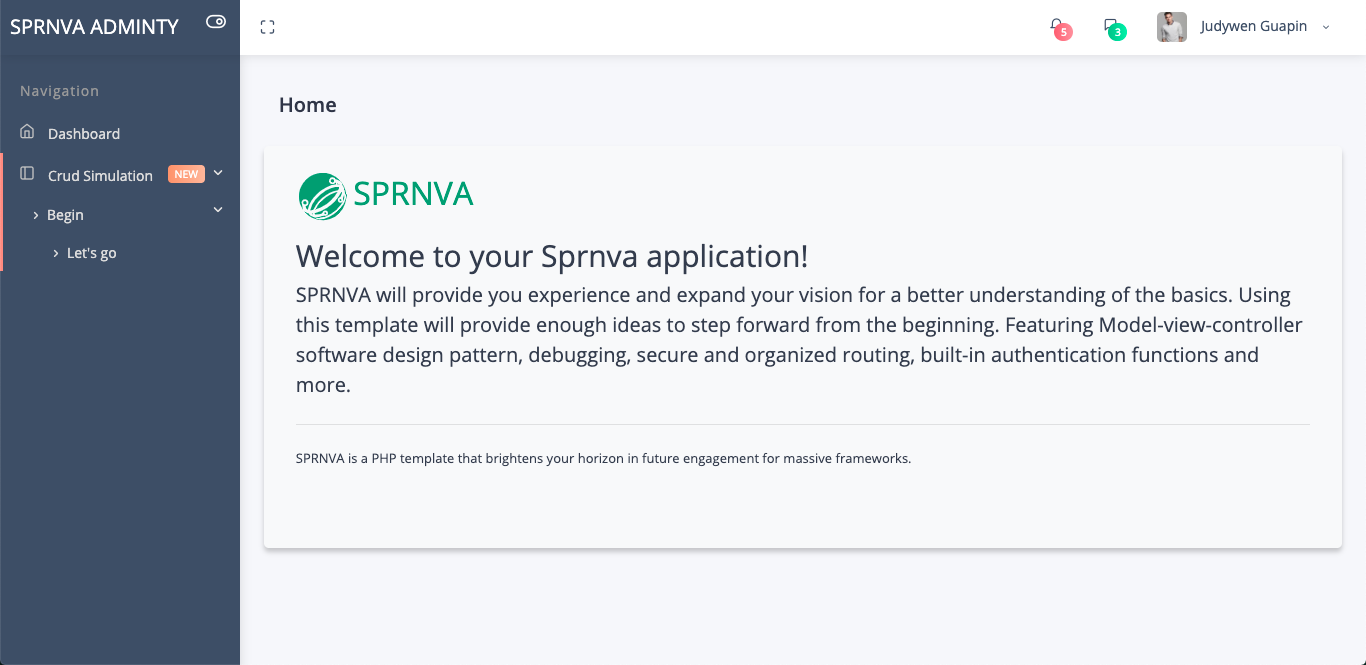 SPRNVA ADMINTY
5
3
Judywen Guapin
Navigation
Dashboard
Crud Simulation NEW
Begin
Let's go
Home
SPRNVA
Welcome to your Sprnva application!
SPRNVA will provide you experience and expand your vision for a better understanding of the basics. Using
this template will provide enough ideas to step forward from the beginning. Featuring Model-view-controller
software design pattern, debugging, secure and organized routing, built-in authentication functions and
more.
SPRNVA is a PHP template that brightens your horizon in future engagement for massive frameworks.